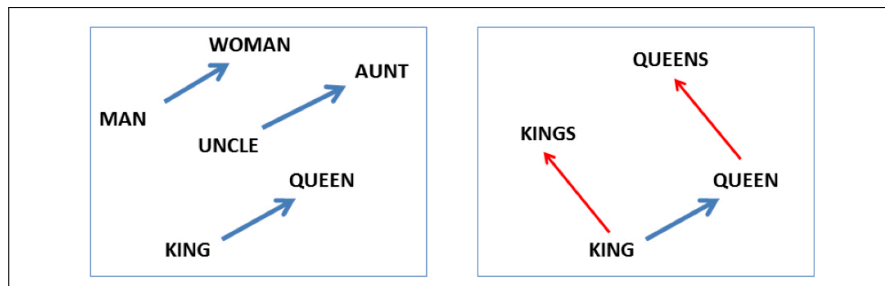 WOMAN
AUNT
MAN
UNCLE
QUEEN
KING
QUEENS
KINGS
QUEEN
KING